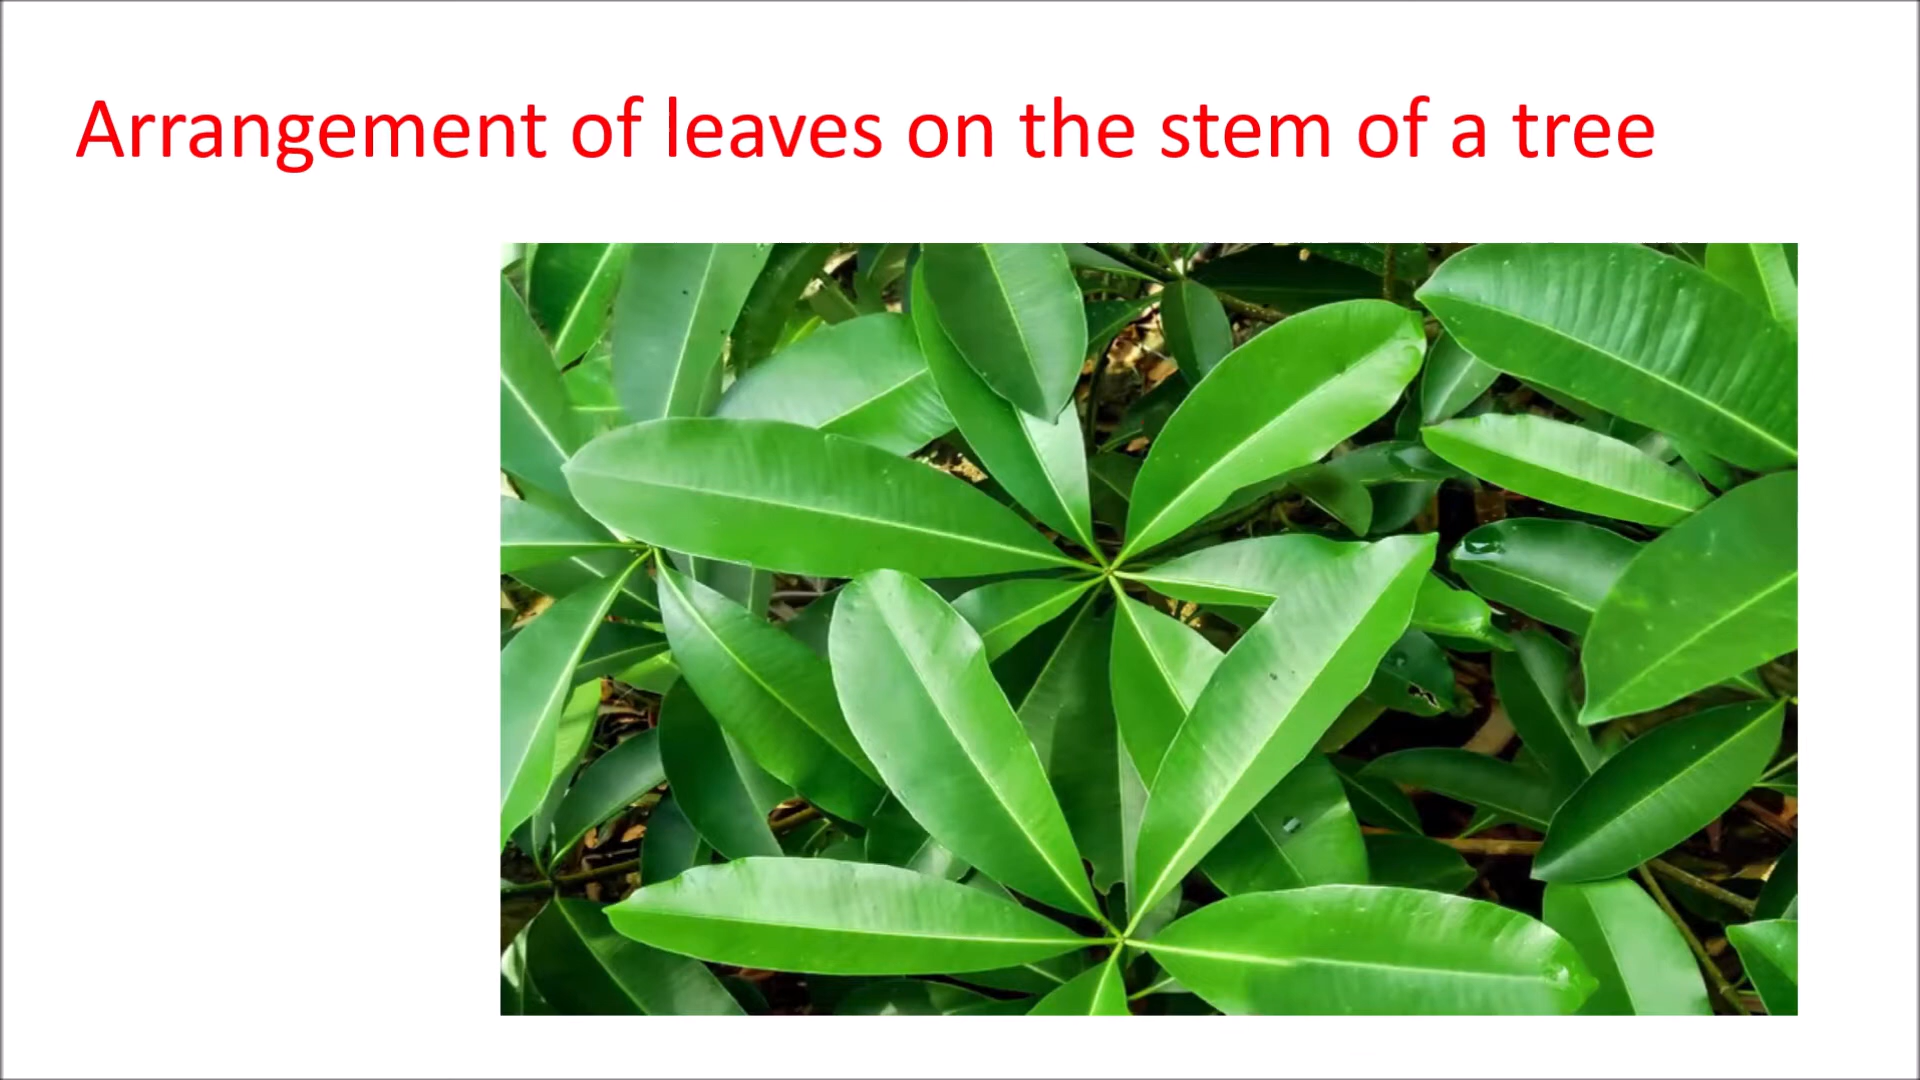 Arrangement of leaves on the stem of a tree